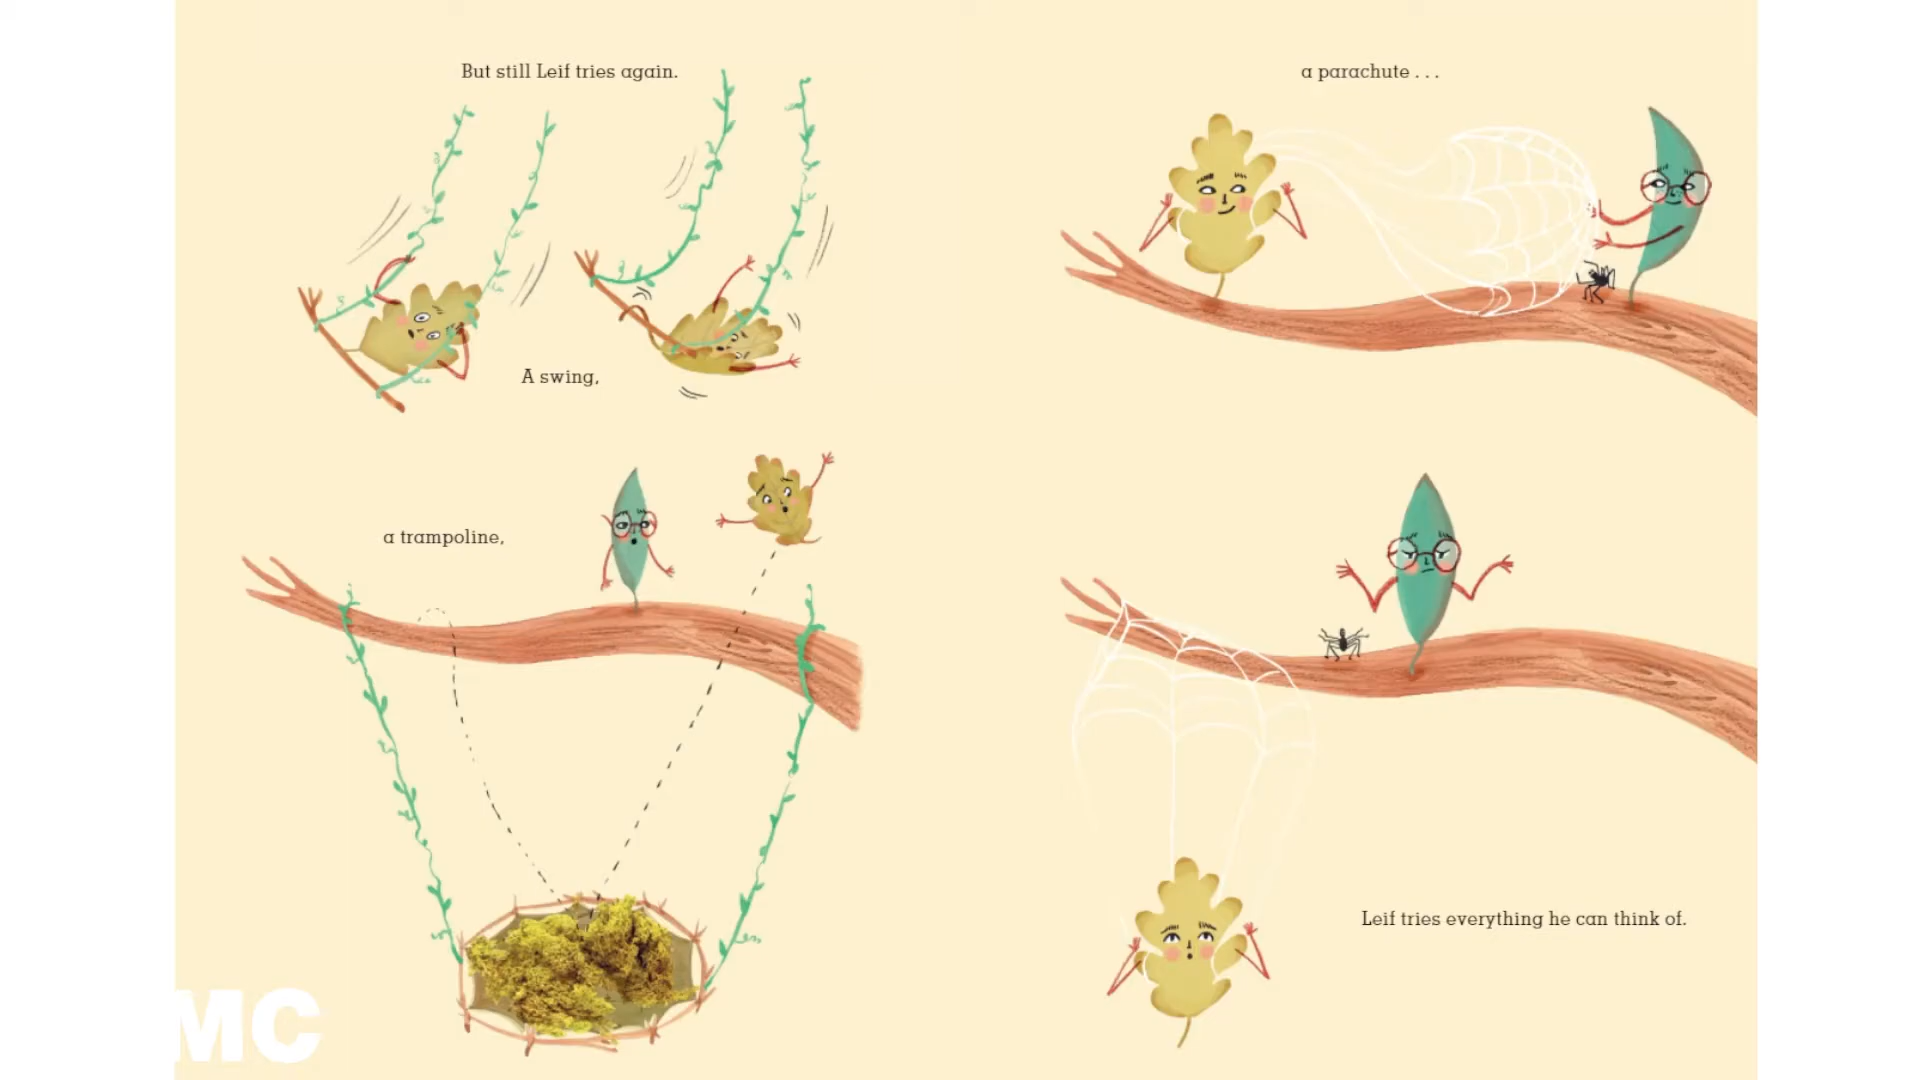 But still Leif tries again.
A swing,
a trampoline,
a parachute . . .
Leif tries everything he can think of.
MC